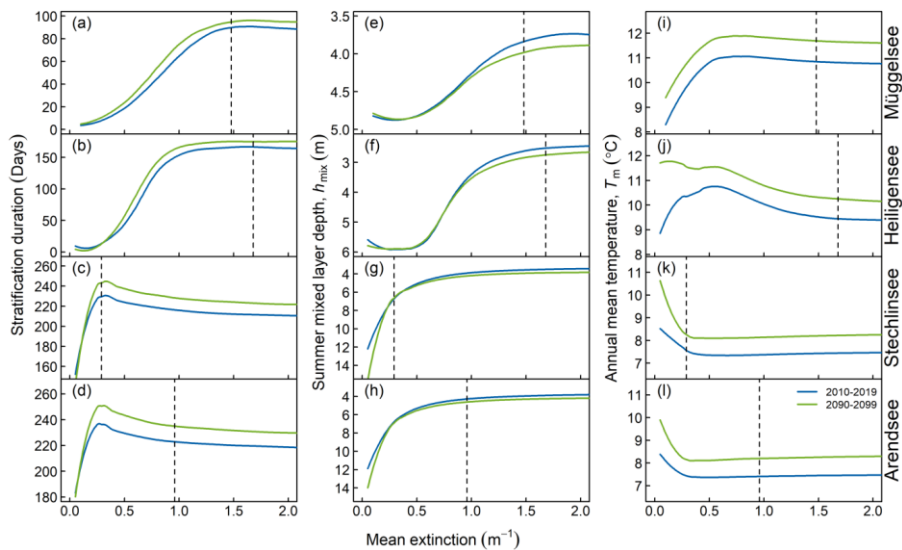 (a)
100
80
60
40
20
0
(b)
150
100
50
0
(c)
260
240
220
200
180
160
(d)
260
240
220
200
180
0.0 0.5 1.0 1.5 2.0
Stratification duration (Days)
(e)
3.0
4.0
5.0
(f)
3
4
5
6
(g)
4
6
8
10
12
14
(h)
4
6
8
10
12
14
0.0 0.5 1.0 1.5 2.0
Summer mixed layer depth, hmix (m)
(i)
12
11
10
9
8
(j)
13
12
11
10
9
8
(k)
11
10
9
8
7
(l)
11
10
9
8
7
2010-2019
2090-2099
0.0 0.5 1.0 1.5 2.0
Annual mean temperature, Tm (°C)
Müggelsee
Heiligensee
Stechlinsee
Arendsee
Mean extinction (m⁻¹)